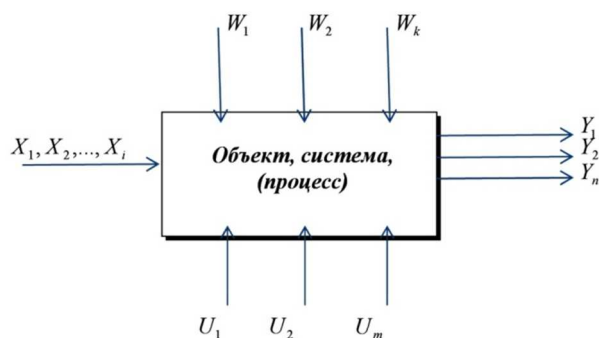 W₁ W₂ Wₖ
X₁, X₂,..., Xᵢ
Объект, система,
(процесс)
Y₁
Y₂
Yₙ
U₁ U₂ Uₘ